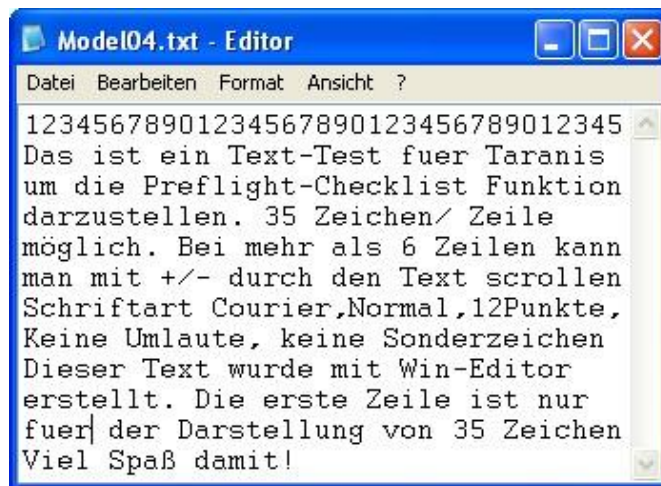 Model04.txt - Editor
Datei Bearbeiten Format Ansicht ?
12345678901234567890123456789012345
Das ist ein Text-Test fuer Taranis
um die Preflight-Checklist Funktion
darzustellen. 35 Zeichen/ Zeile
möglich. Bei mehr als 6 Zeilen kann
man mit +/- durch den Text scrollen
Schriftart Courier,Normal,12Punkte,
Keine Umlaute, keine Sonderzeichen
Dieser Text wurde mit Win-Editor
erstellt. Die erste Zeile ist nur
fuer der Darstellung von 35 Zeichen
Viel Spaß damit!